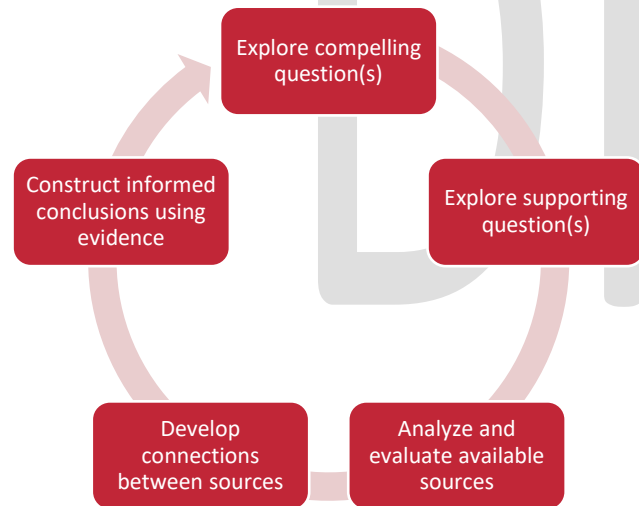 Explore compelling
question(s)
Explore supporting
question(s)
Analyze and
evaluate available
sources
Develop
connections
between sources
Construct informed
conclusions using
evidence